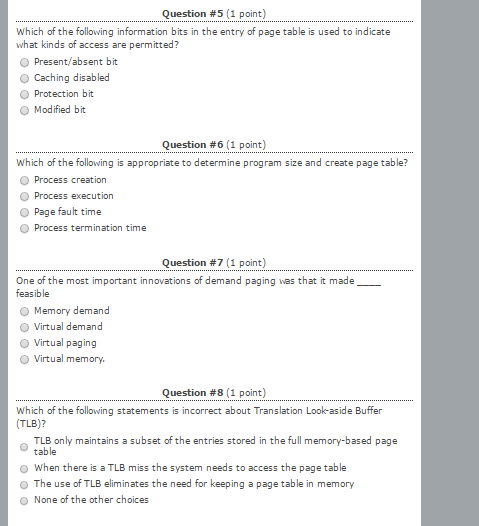 Question #5 (1 point)
Which of the following information bits in the entry of page table is used to indicate
what kinds of access are permitted?
Present/absent bit
Caching disabled
Protection bit
Modified bit
Question #6 (1 point)
Which of the following is appropriate to determine program size and create page table?
Process creation
Process execution
Page fault time
Process termination time
Question #7 (1 point)
One of the most important innovations of demand paging was that it made ____
feasible
Memory demand
Virtual demand
Virtual paging
Virtual memory.
Question #8 (1 point)
Which of the following statements is incorrect about Translation Look-aside Buffer
(TLB)?
TLB only maintains a subset of the entries stored in the full memory-based page
table
When there is a TLB miss the system needs to access the page table
The use of TLB eliminates the need for keeping a page table in memory
None of the other choices